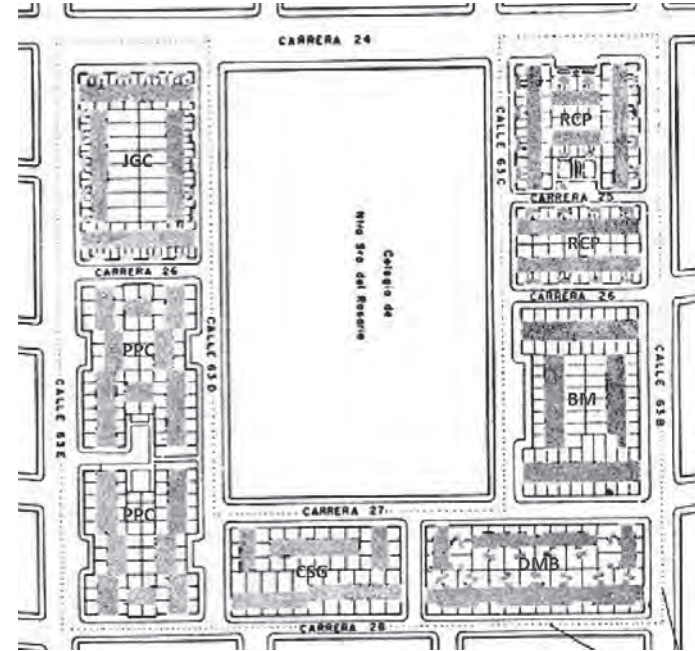 CARRERA 24
CALLE 63C
RCP
JGC
CARRERA 25
RCP
CARRERA 26
CARRERA 26
Colegio de
Ntra Sra del Rosario
CALLE 63D
PPC
CALLE 63E
BM
CALLE 63B
PPC
CARRERA 27
CSG
DMB
CARRERA 28